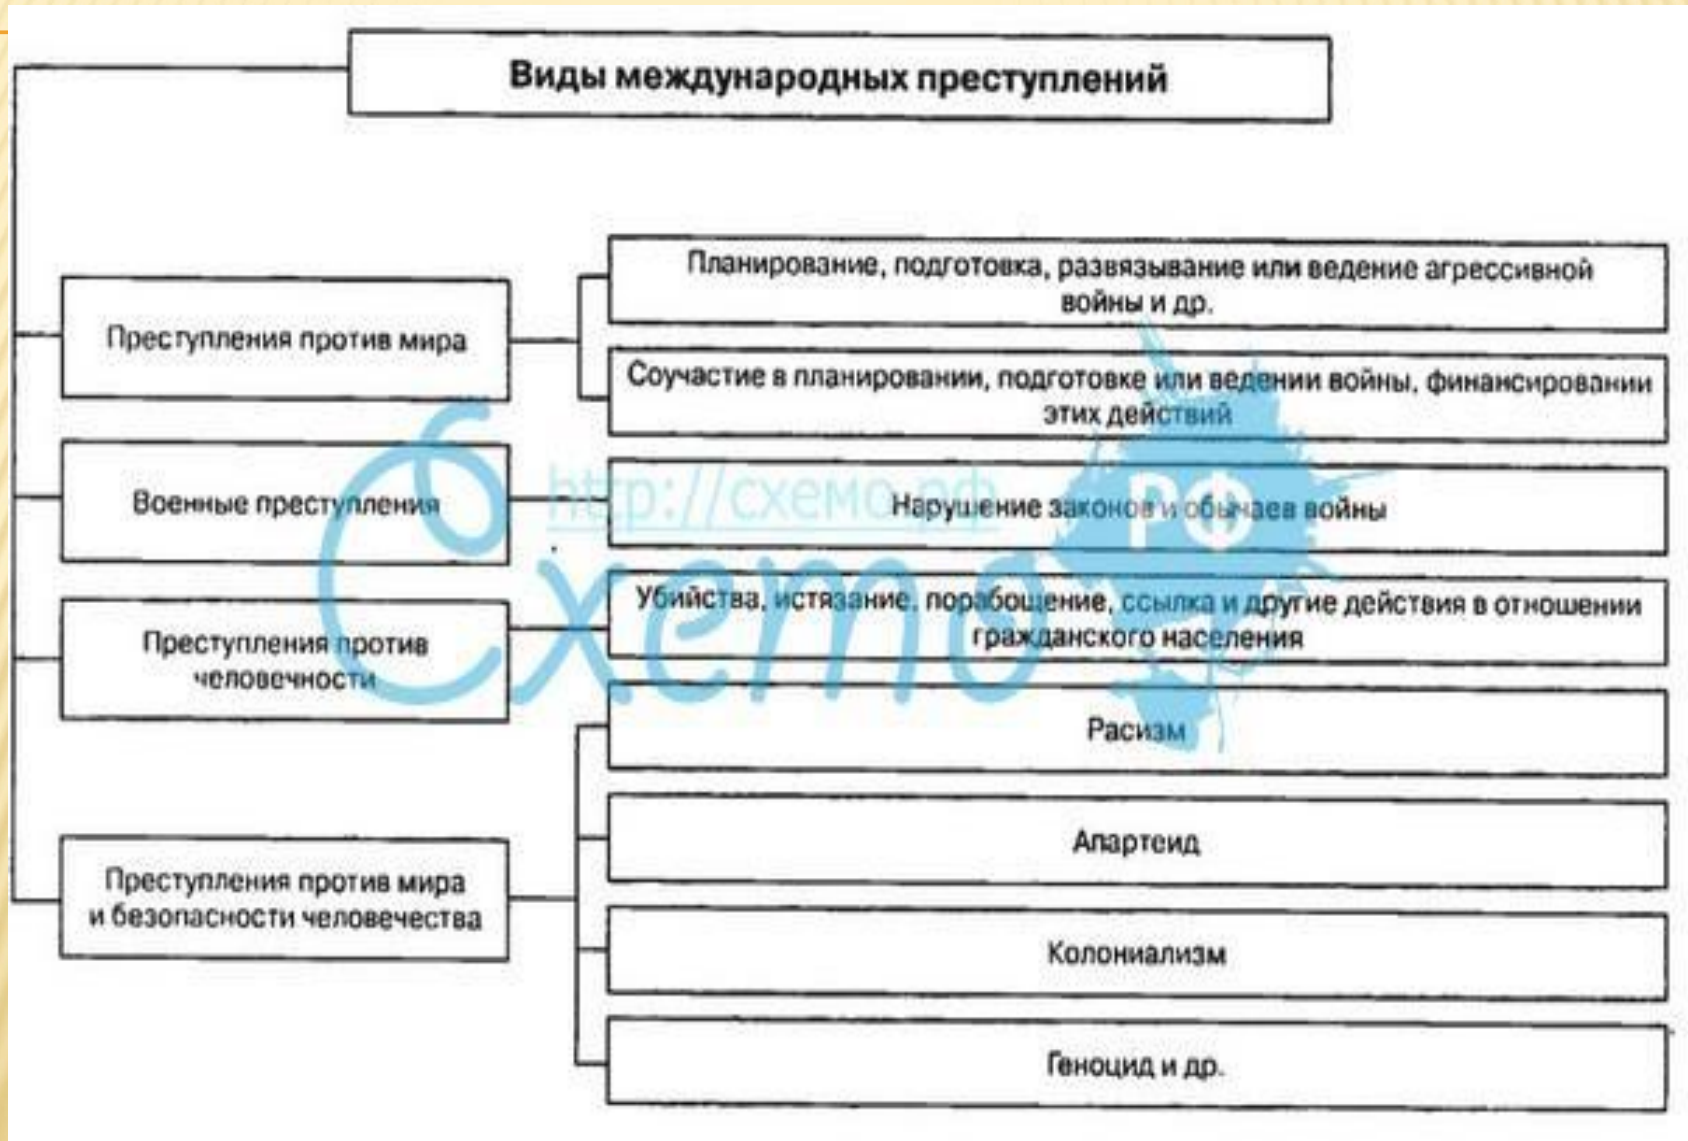 Виды международных преступлений
Преступления против мира
Планирование, подготовка, развязывание или ведение агрессивной
войны и др.
Соучастие в планировании, подготовке или ведении войны, финансировании
этих действий
Военные преступления
Нарушение законов и обычаев войны
Преступления против
человечности
Убийства, истязание, порабощение, ссылка и другие действия в отношении
гражданского населения
Преступления против мира
и безопасности человечества
Расизм
Апартеид
Колониализм
Геноцид и др.
http://схемо.рф
Схемо
РФ